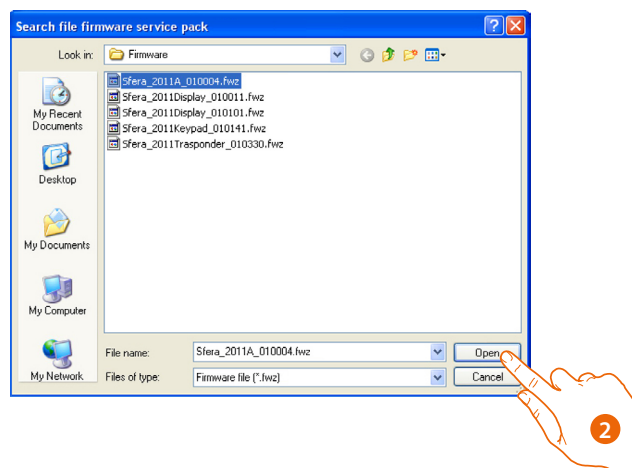 Search file firmware service pack
Look in:
Firmware
My Recent
Documents
Desktop
My Documents
My Computer
My Network
Sfera_2011A_010004.fwz
Sfera_2011Display_010011.fwz
Sfera_2011Display_010101.fwz
Sfera_2011Keypad_010141.fwz
Sfera_2011Trasponder_010330.fwz
File name:
Sfera_2011A_010004.fwz
Open
Files of type:
Firmware file (*.fwz)
Cancel
2